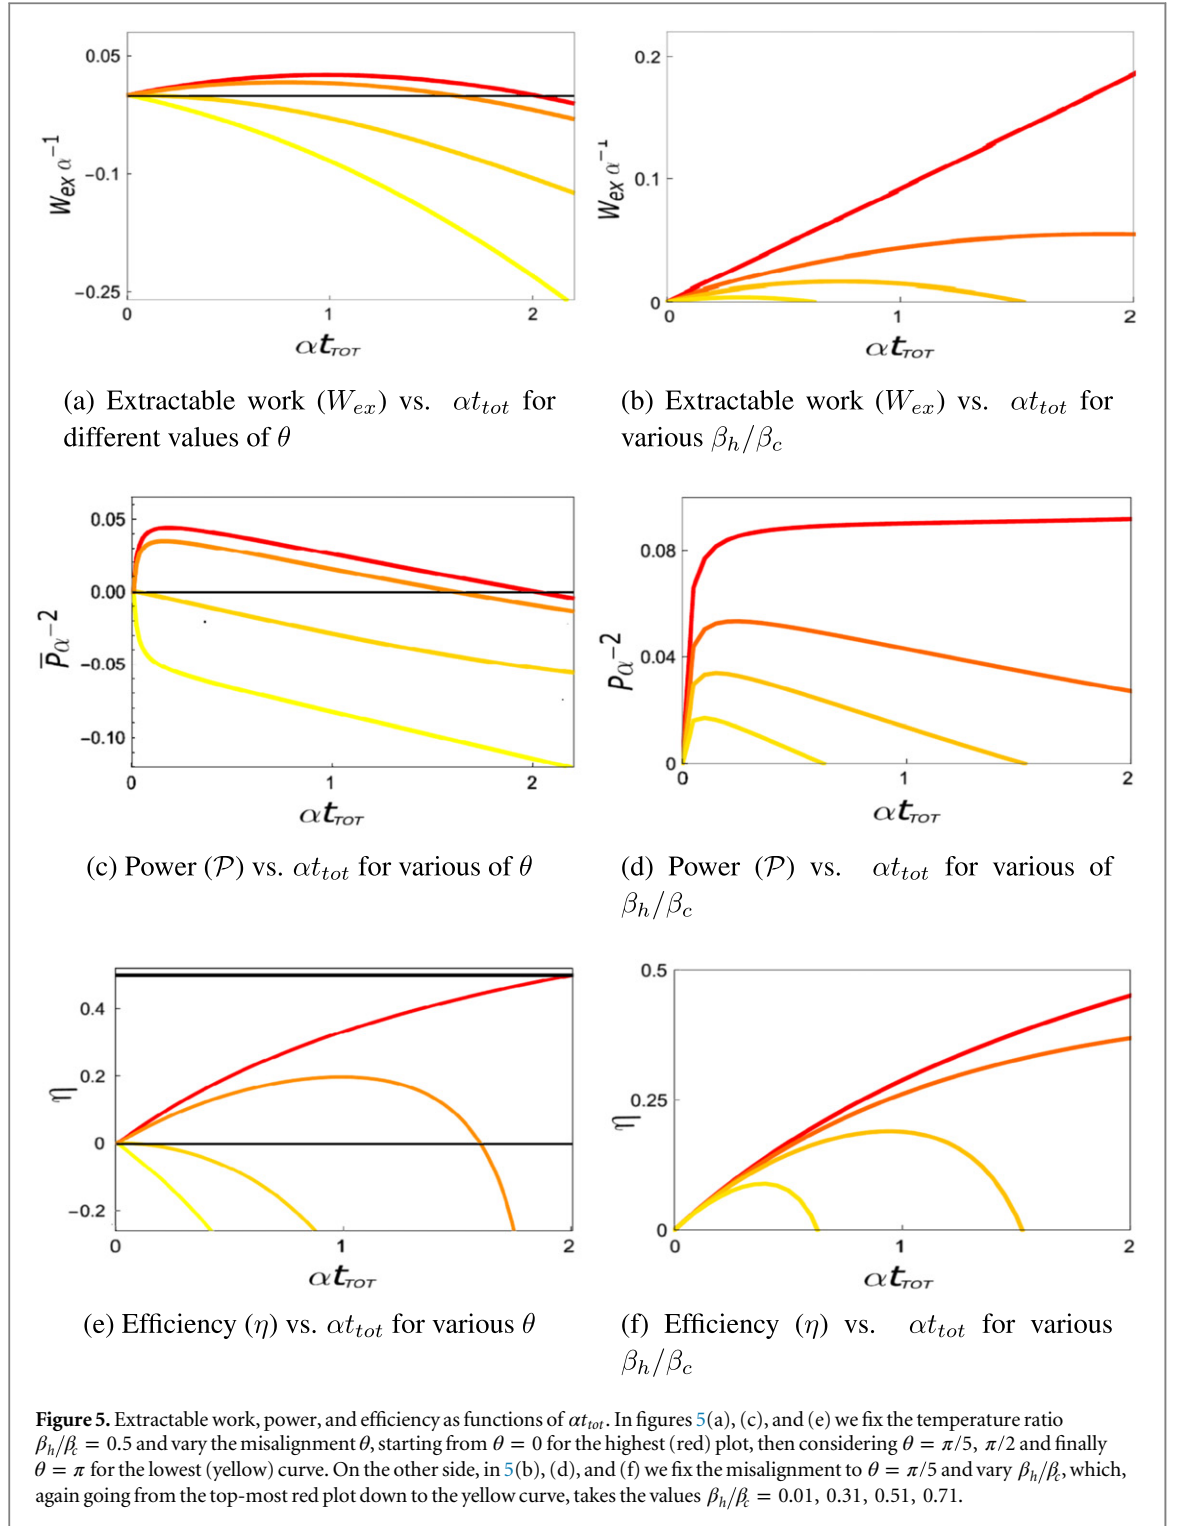 0.05
-0.1
-0.25
W_ex α^-1
0 1 2
αt_TOT
0.2
0.1
0
W_ex α^-1
0 1 2
αt_TOT
(a) Extractable work (W_ex) vs. αt_tot for
different values of θ
(b) Extractable work (W_ex) vs. αt_tot for
various β_h/β_c
0.05
0.00
-0.05
-0.10
P̅α^-2
0 1 2
αt_TOT
0.08
0.04
0
Pα^-2
0 1 2
αt_TOT
(c) Power (𝒫) vs. αt_tot for various of θ
(d) Power (𝒫) vs. αt_tot for various of
β_h/β_c
0.4
0.2
0
-0.2
η
0 1 2
αt_TOT
0.5
0.25
0
η
0 1 2
αt_TOT
(e) Efficiency (η) vs. αt_tot for various θ
(f) Efficiency (η) vs. αt_tot for various
β_h/β_c
Figure 5. Extractable work, power, and efficiency as functions of αt_tot. In figures 5(a), (c), and (e) we fix the temperature ratio
β_h/β_c = 0.5 and vary the misalignment θ, starting from θ = 0 for the highest (red) plot, then considering θ = π/5, π/2 and finally
θ = π for the lowest (yellow) curve. On the other side, in 5(b), (d), and (f) we fix the misalignment to θ = π/5 and vary β_h/β_c, which,
again going from the top-most red plot down to the yellow curve, takes the values β_h/β_c = 0.01, 0.31, 0.51, 0.71.